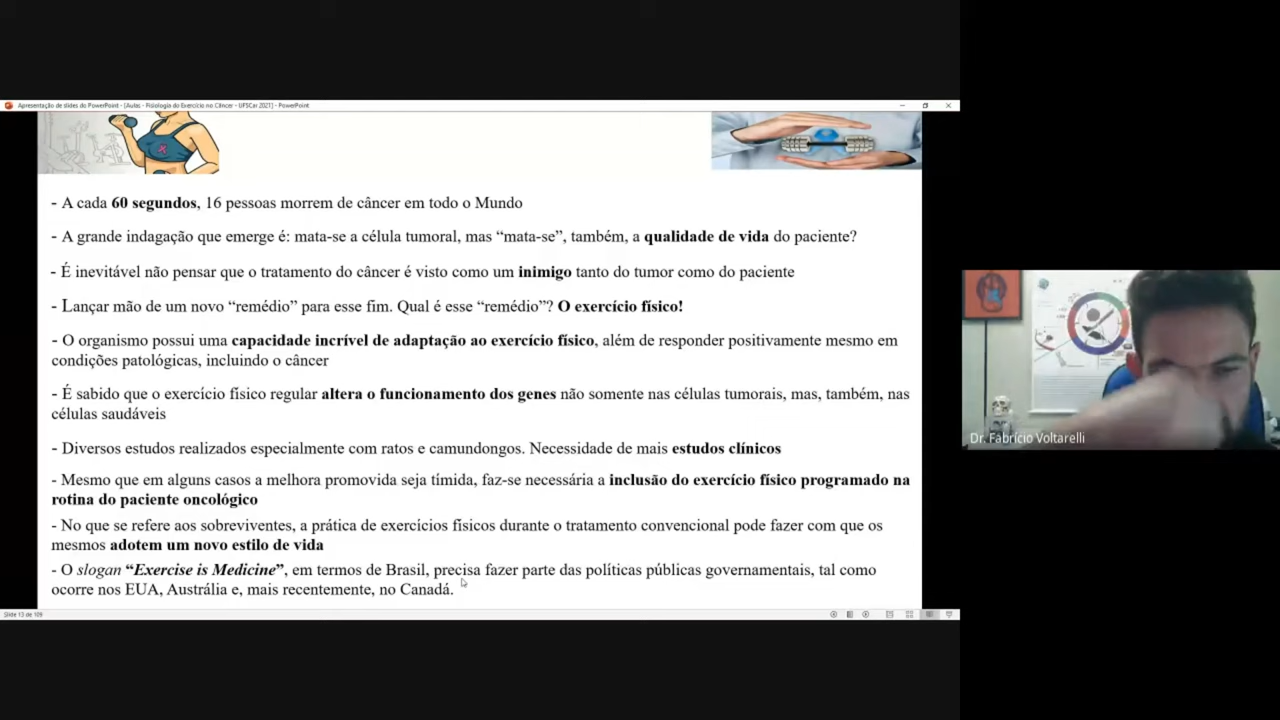 Apresentação de slides do PowerPoint - [Aulas - Fisiologia do Exercício no Câncer - UFSCar 2021] - PowerPoint
- A cada 60 segundos, 16 pessoas morrem de câncer em todo o Mundo
- A grande indagação que emerge é: mata-se a célula tumoral, mas “mata-se”, também, a qualidade de vida do paciente?
- É inevitável não pensar que o tratamento do câncer é visto como um inimigo tanto do tumor como do paciente
- Lançar mão de um novo “remédio” para esse fim. Qual é esse “remédio”? O exercício físico!
- O organismo possui uma capacidade incrível de adaptação ao exercício físico, além de responder positivamente mesmo em
condições patológicas, incluindo o câncer
- É sabido que o exercício físico regular altera o funcionamento dos genes não somente nas células tumorais, mas, também, nas
células saudáveis
- Diversos estudos realizados especialmente com ratos e camundongos. Necessidade de mais estudos clínicos
- Mesmo que em alguns casos a melhora promovida seja tímida, faz-se necessária a inclusão do exercício físico programado na
rotina do paciente oncológico
- No que se refere aos sobreviventes, a prática de exercícios físicos durante o tratamento convencional pode fazer com que os
mesmos adotem um novo estilo de vida
- O slogan “Exercise is Medicine”, em termos de Brasil, precisa fazer parte das políticas públicas governamentais, tal como
ocorre nos EUA, Austrália e, mais recentemente, no Canadá.
Slide 13 de 109
Dr. Fabrício Voltarelli